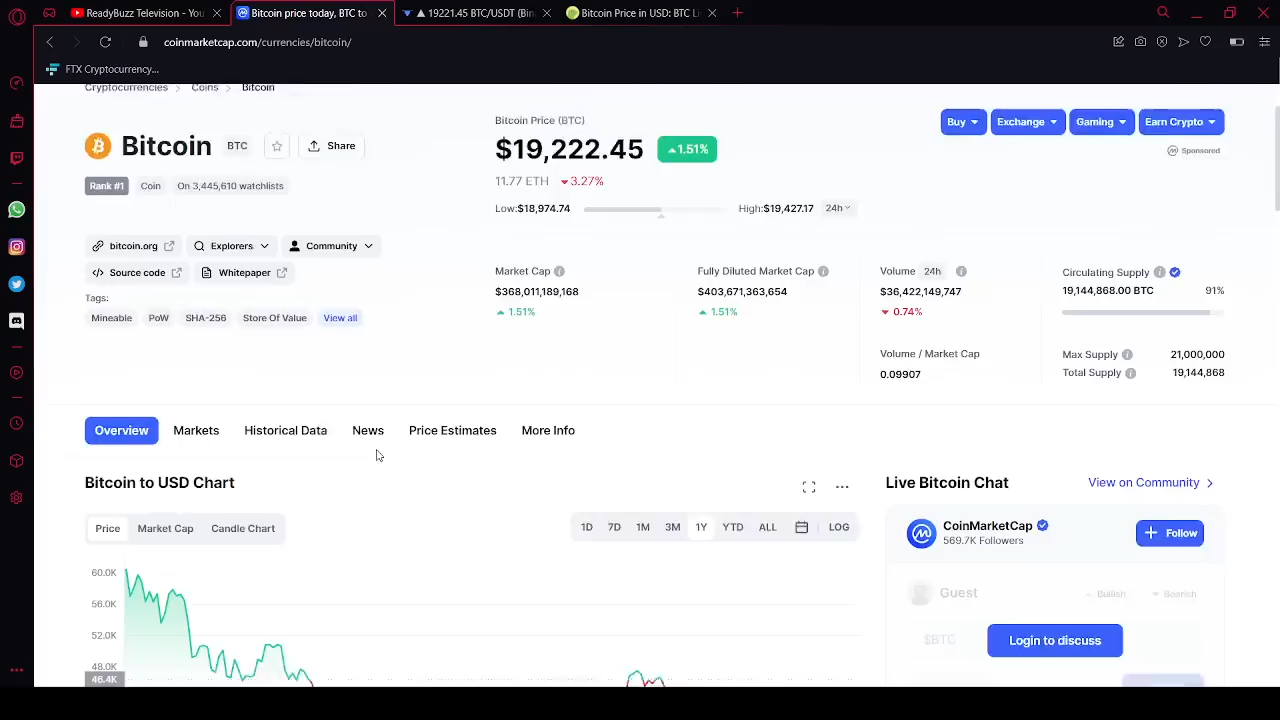 ReadyBuzz Television - You
Bitcoin price today, BTC to
19221.45 BTC/USDT (Bin
Bitcoin Price in USD: BTC Li
coinmarketcap.com/currencies/bitcoin/
FTX Cryptocurrency...
Cryptocurrencies > Coins > Bitcoin
Bitcoin BTC Share
Rank #1 Coin On 3,445,610 watchlists
bitcoin.org Explorers Community
Source code Whitepaper
Tags:
Mineable PoW SHA-256 Store Of Value View all
Bitcoin Price (BTC)
$19,222.45 1.51%
11.77 ETH 3.27%
Low:$18,974.74 High:$19,427.17 24h
Buy Exchange Gaming Earn Crypto
Sponsored
Market Cap
$368,011,189,168
1.51%
Fully Diluted Market Cap
$403,671,363,654
1.51%
Volume 24h
$36,422,149,747
0.74%
Volume / Market Cap
0.09907
Circulating Supply
19,144,868.00 BTC 91%
Max Supply 21,000,000
Total Supply 19,144,868
Overview Markets Historical Data News Price Estimates More Info
Bitcoin to USD Chart
Price Market Cap Candle Chart
1D 7D 1M 3M 1Y YTD ALL LOG
60.0K
56.0K
52.0K
48.0K
46.4K
Live Bitcoin Chat View on Community
CoinMarketCap
569.7K Followers
Follow
Guest Bullish Bearish
$BTC
Login to discuss